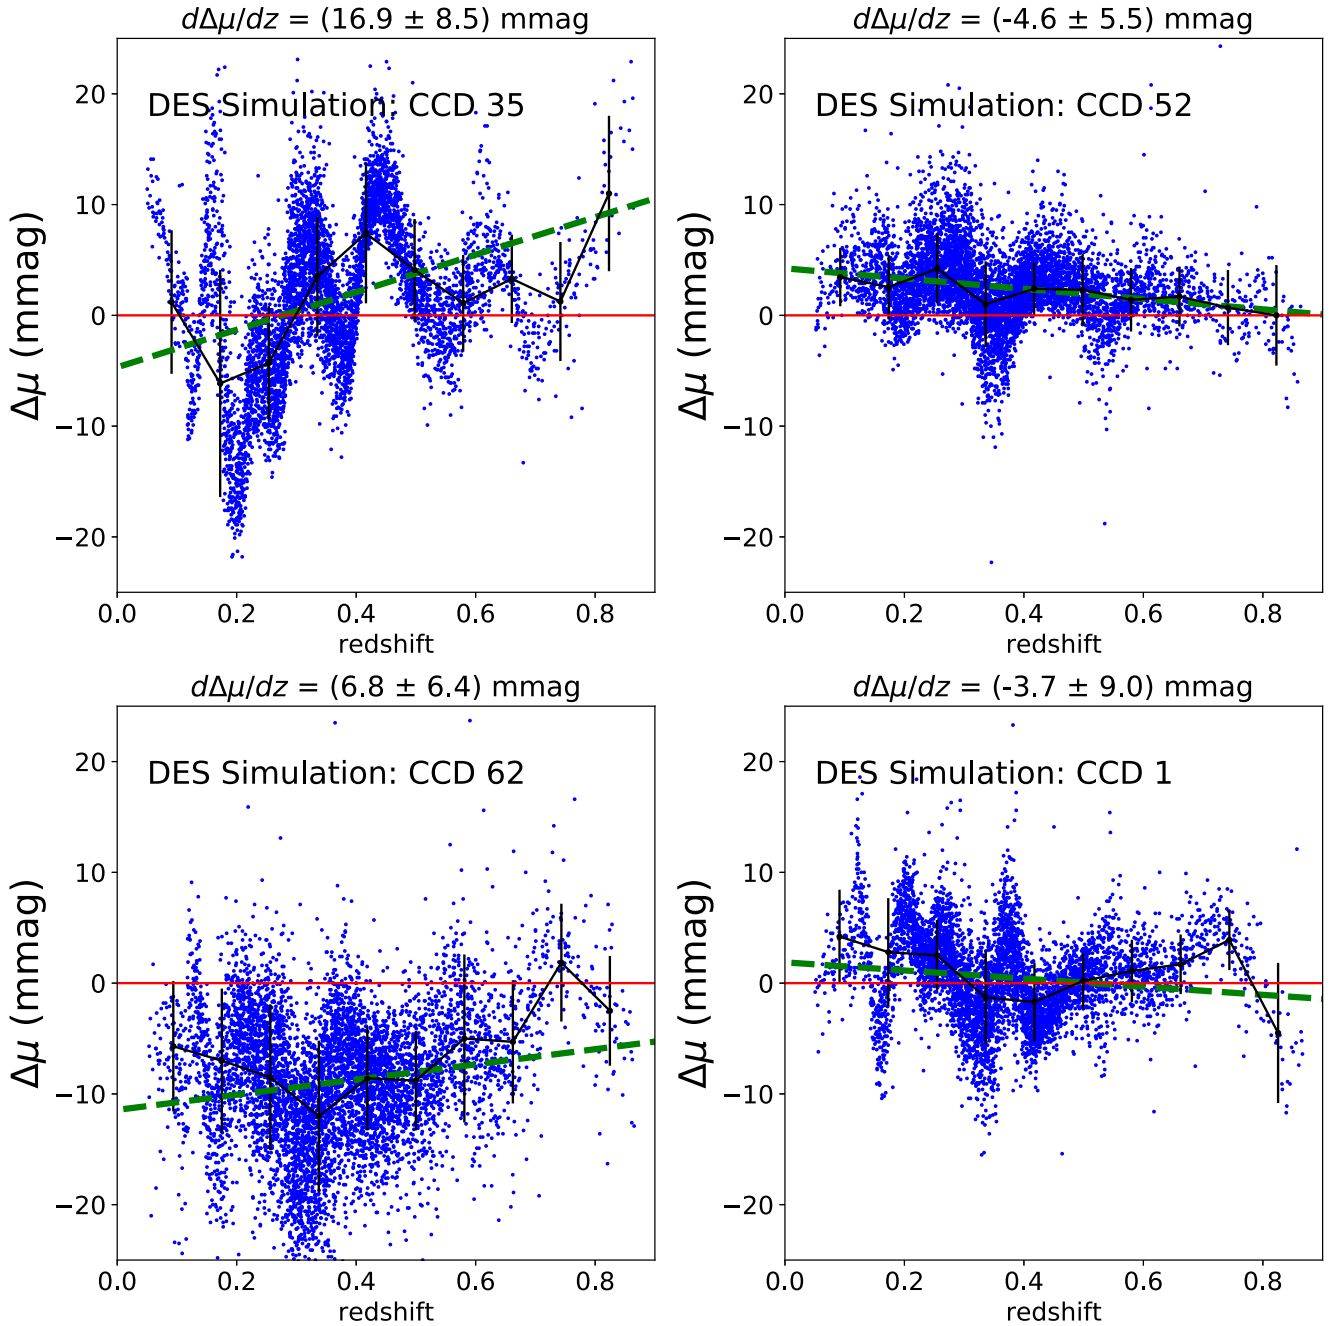 dΔμ/dz = (16.9 ± 8.5) mmag
DES Simulation: CCD 35
Δμ (mmag)
20
10
0
−10
−20
0.0 0.2 0.4 0.6 0.8
redshift
dΔμ/dz = (-4.6 ± 5.5) mmag
DES Simulation: CCD 52
Δμ (mmag)
20
10
0
−10
−20
0.0 0.2 0.4 0.6 0.8
redshift
dΔμ/dz = (6.8 ± 6.4) mmag
DES Simulation: CCD 62
Δμ (mmag)
20
10
0
−10
−20
0.0 0.2 0.4 0.6 0.8
redshift
dΔμ/dz = (-3.7 ± 9.0) mmag
DES Simulation: CCD 1
Δμ (mmag)
20
10
0
−10
−20
0.0 0.2 0.4 0.6 0.8
redshift